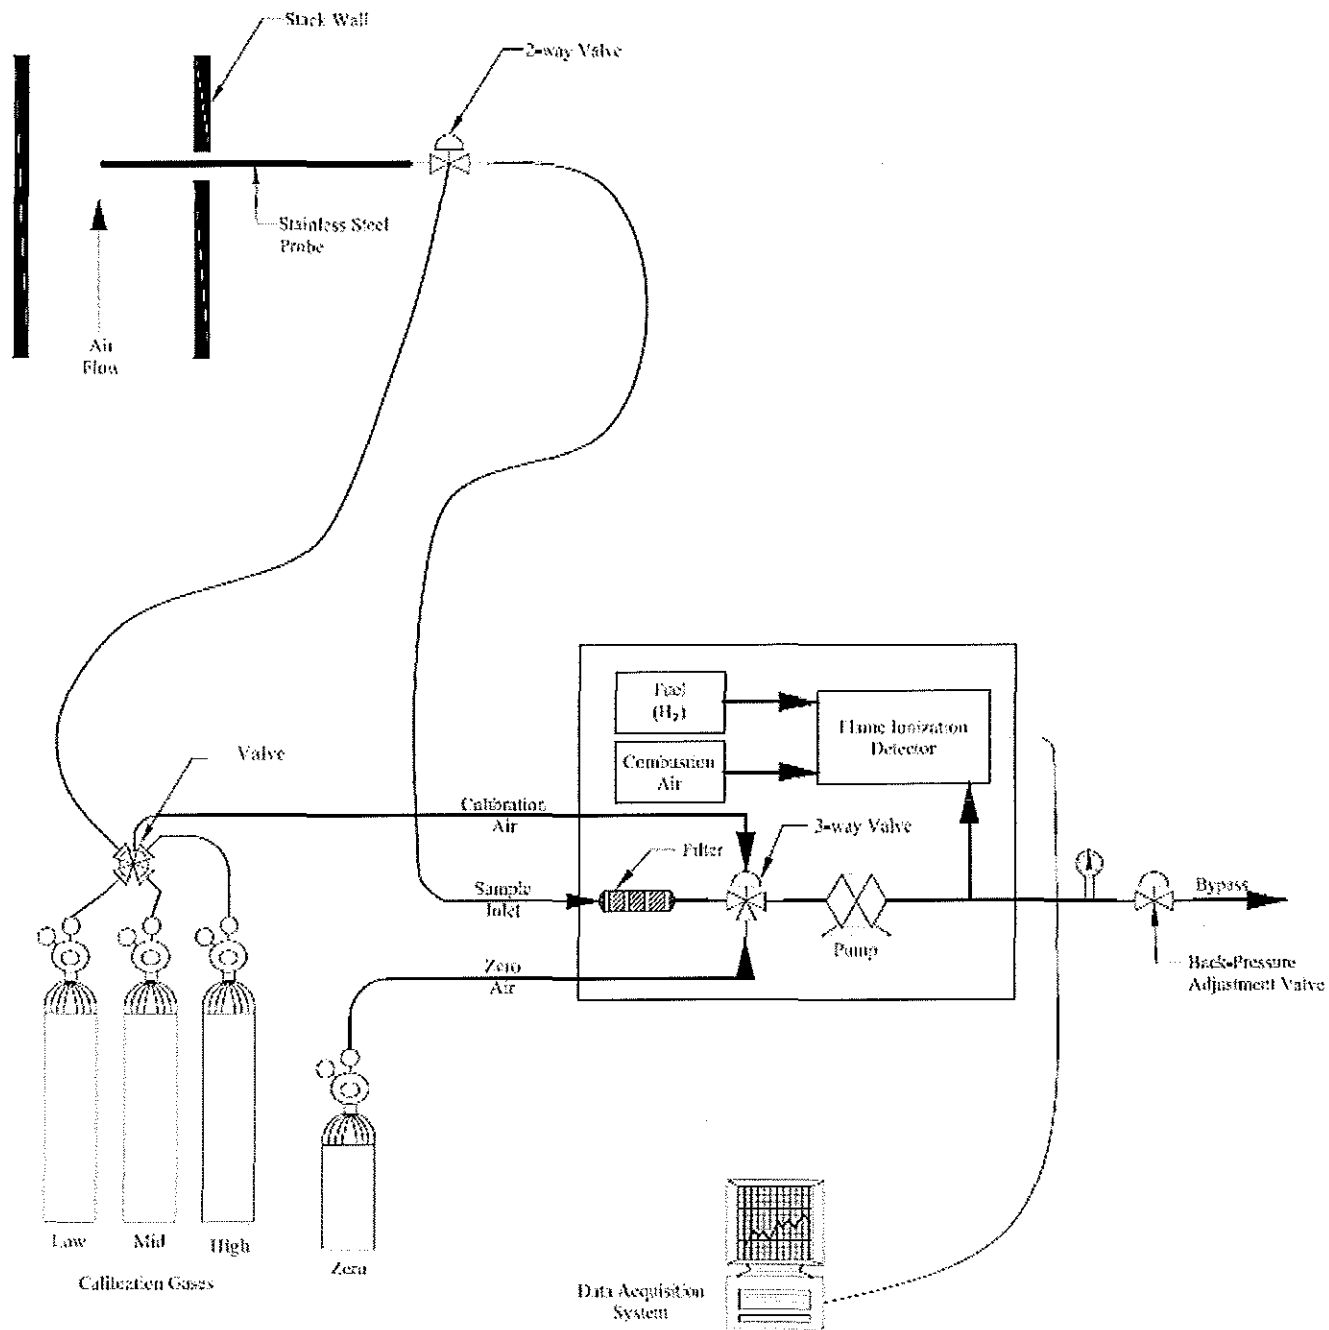 Stack Wall
2-way Valve
Stainless Steel
Probe
Air
Flow
Fuel
(H₂)
Flame Ionization
Detector
Combustion
Air
Valve
Calibration
Air
3-way Valve
Filter
Sample
Inlet
Pump
Bypass
Zero
Air
Back-Pressure
Adjustment Valve
Low
Mid
High
Zero
Calibration Gases
Data Acquisition
System